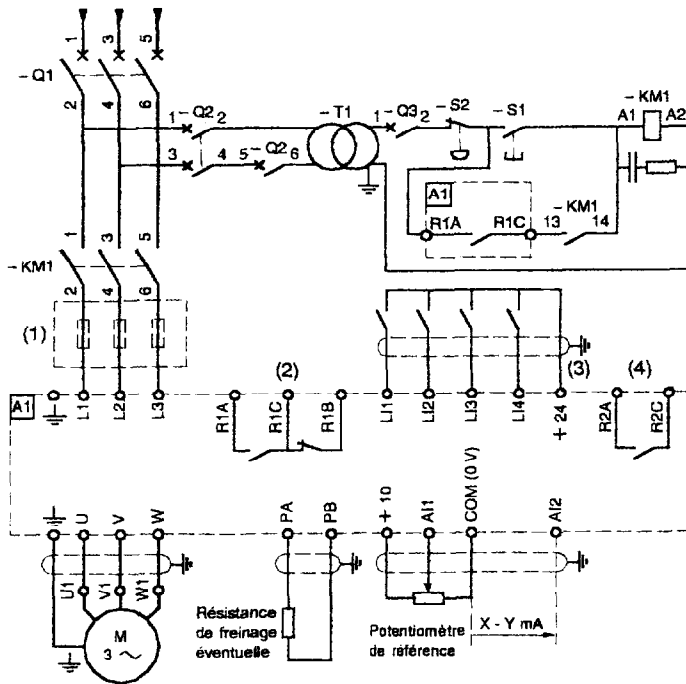 1 3 5
– Q1
2 4 6
1 – Q2 2
3 4 5 – Q2 6
– T1
1 – Q3 2
– S2
– S1
– KM1
A1 A2
A1
R1A R1C
– KM1
13 14
1 3 5
– KM1
2 4 6
(1)
(2)
(3)
(4)
A1
L1 L2 L3
R1A R1C R1B
LI1 LI2 LI3 LI4 + 24
R2A R2C
U V W
PA PB
+ 10 AI1 COM (0 V) AI2
U1 V1 W1
M
3 ~
Résistance
de freinage
éventuelle
Potentiomètre
de référence
X - Y mA